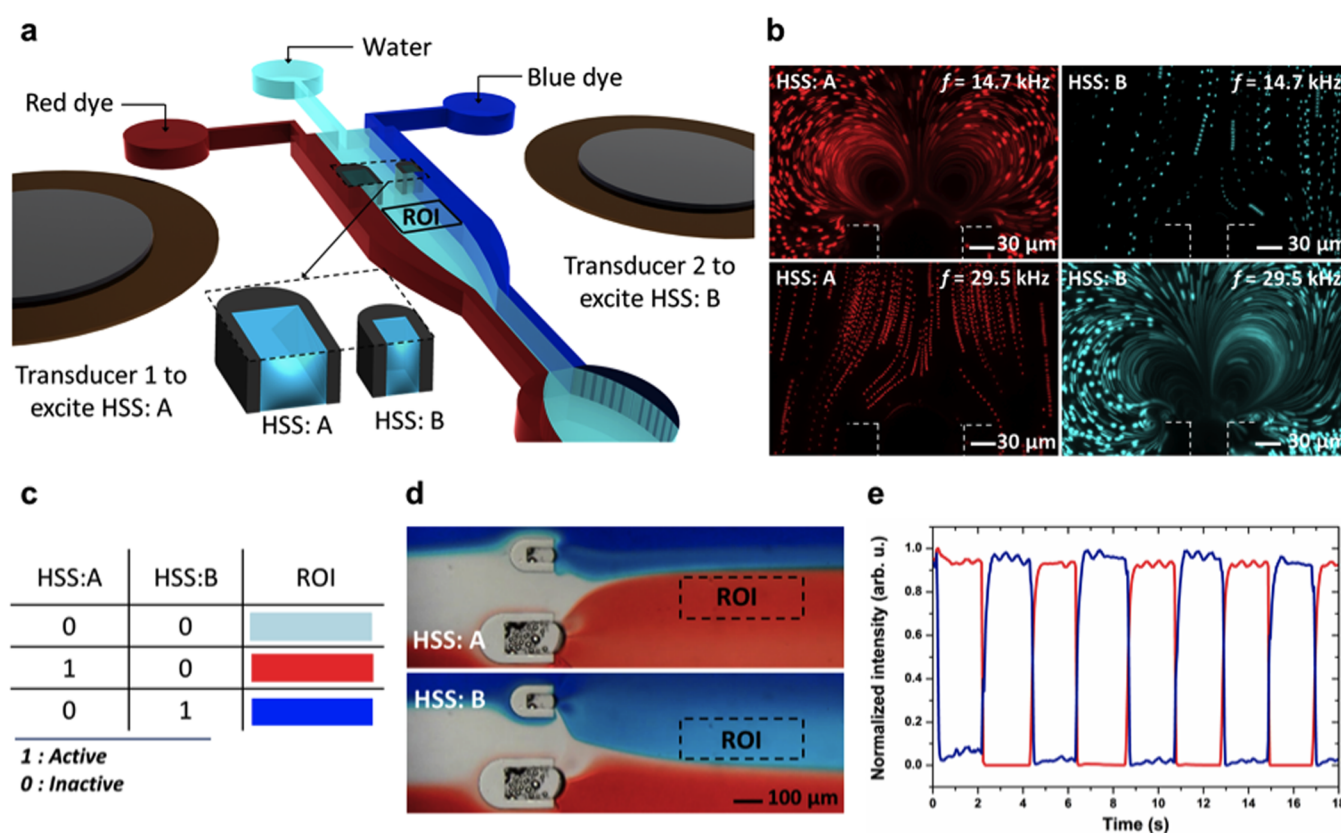 a
Water
Red dye
Blue dye
ROI
Transducer 1 to
excite HSS: A
HSS: A
HSS: B
Transducer 2 to
excite HSS: B
b
HSS: A
f = 14.7 kHz
30 µm
HSS: B
f = 14.7 kHz
30 µm
HSS: A
f = 29.5 kHz
30 µm
HSS: B
f = 29.5 kHz
30 µm
c
HSS:A HSS:B ROI
0 0
1 0
0 1
1 : Active
0 : Inactive
d
ROI
HSS: A
HSS: B
ROI
100 µm
e
Normalized intensity (arb. u.)
1.0
0.8
0.6
0.4
0.2
0.0
0 2 4 6 8 10 12 14 16 18
Time (s)